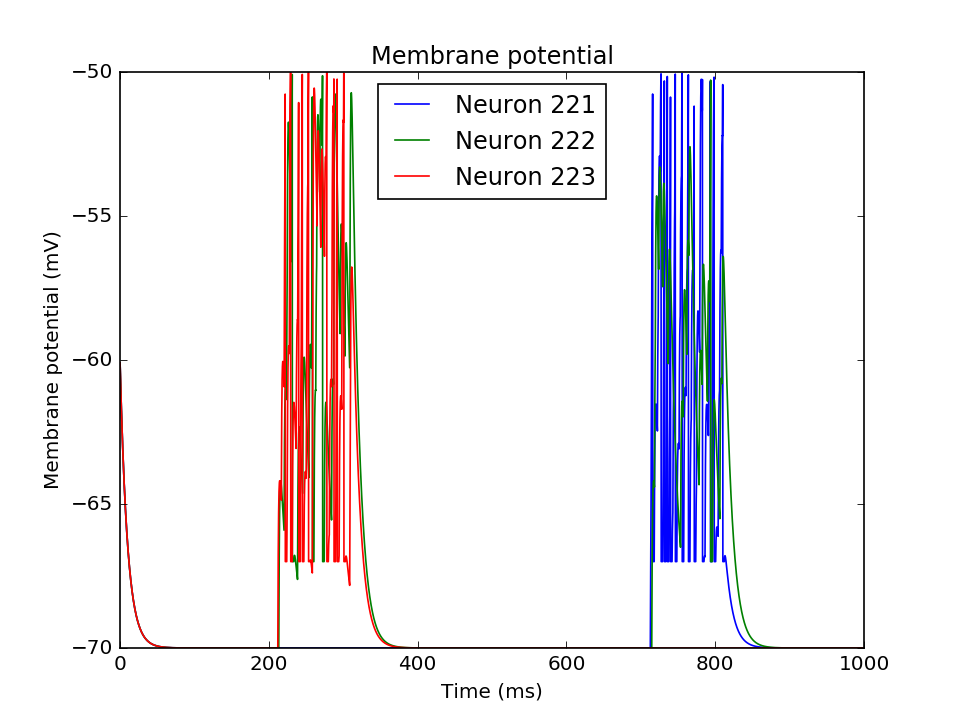 Membrane potential
Neuron 221
Neuron 222
Neuron 223
Membrane potential (mV)
−50
−55
−60
−65
−70
0 200 400 600 800 1000
Time (ms)